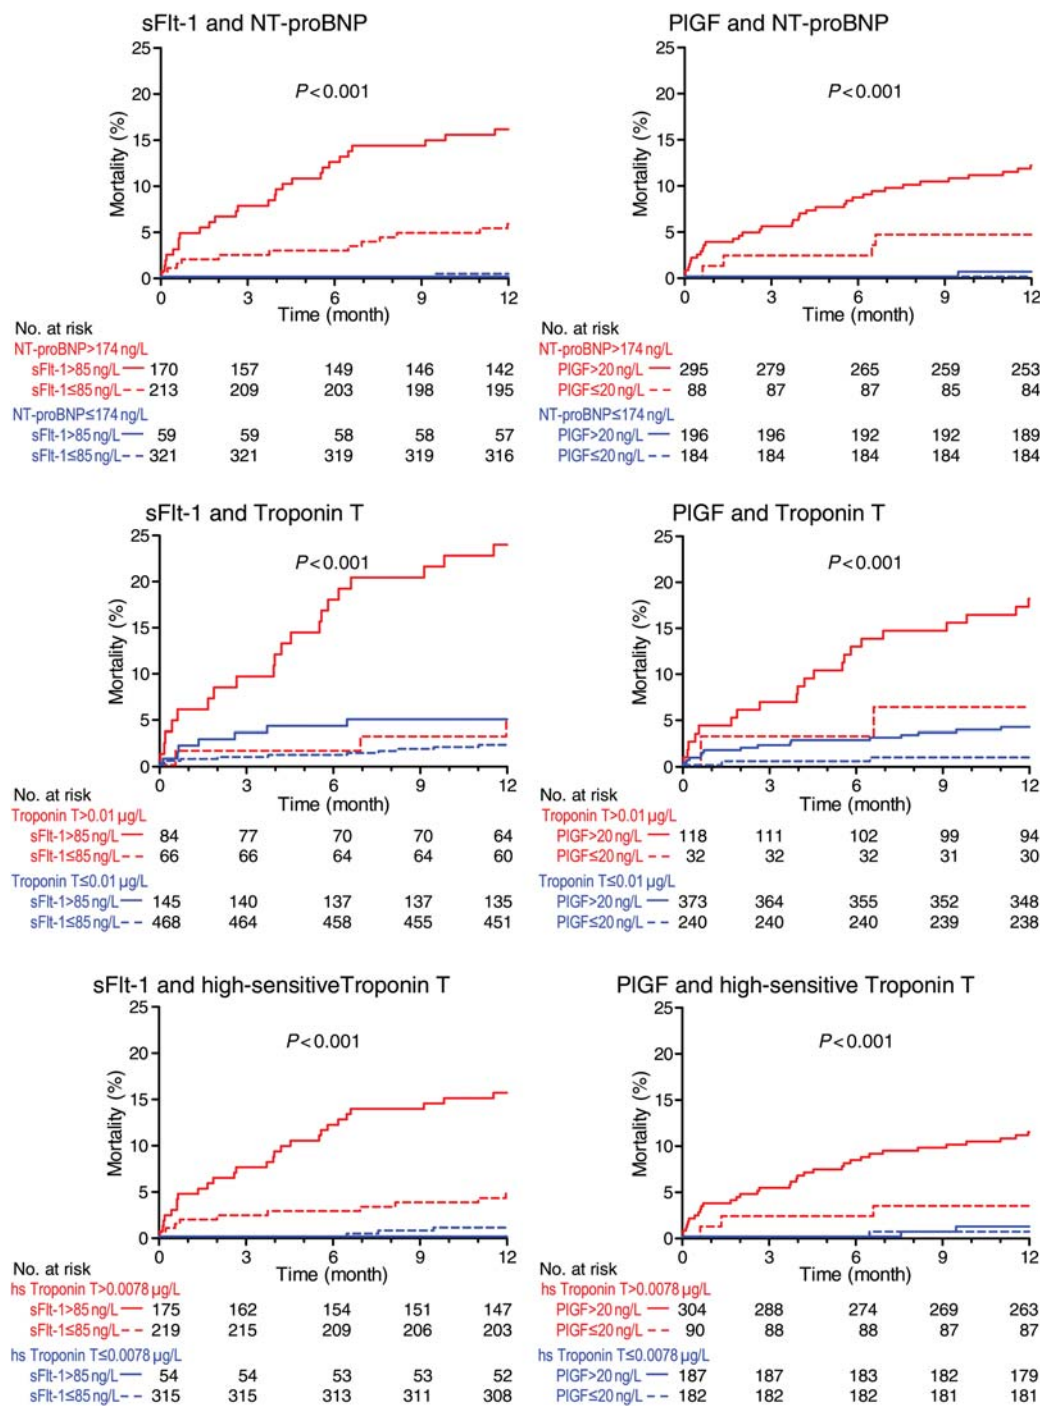 sFlt-1 and NT-proBNP
25
20
15
10
5
0
Mortality (%)
P<0.001
0 3 6 9 12
Time (month)
No. at risk
NT-proBNP>174 ng/L
sFlt-1>85 ng/L 170 157 149 146 142
sFlt-1≤85 ng/L 213 209 203 198 195
NT-proBNP≤174 ng/L
sFlt-1>85 ng/L 59 59 58 58 57
sFlt-1≤85 ng/L 321 321 319 319 316
PlGF and NT-proBNP
25
20
15
10
5
0
Mortality (%)
P<0.001
0 3 6 9 12
Time (month)
No. at risk
NT-proBNP>174 ng/L
PlGF>20 ng/L 295 279 265 259 253
PlGF≤20 ng/L 88 87 87 85 84
NT-proBNP≤174 ng/L
PlGF>20 ng/L 196 196 192 192 189
PlGF≤20 ng/L 184 184 184 184 184
sFlt-1 and Troponin T
25
20
15
10
5
0
Mortality (%)
P<0.001
0 3 6 9 12
Time (month)
No. at risk
Troponin T>0.01 µg/L
sFlt-1>85 ng/L 84 77 70 70 64
sFlt-1≤85 ng/L 66 66 64 64 60
Troponin T≤0.01 µg/L
sFlt-1>85 ng/L 145 140 137 137 135
sFlt-1≤85 ng/L 468 464 458 455 451
PlGF and Troponin T
25
20
15
10
5
0
Mortality (%)
P<0.001
0 3 6 9 12
Time (month)
No. at risk
Troponin T>0.01 µg/L
PlGF>20 ng/L 118 111 102 99 94
PlGF≤20 ng/L 32 32 32 31 30
Troponin T≤0.01 µg/L
PlGF>20 ng/L 373 364 355 352 348
PlGF≤20 ng/L 240 240 240 239 238
sFlt-1 and high-sensitiveTroponin T
25
20
15
10
5
0
Mortality (%)
P<0.001
0 3 6 9 12
Time (month)
No. at risk
hs Troponin T>0.0078 µg/L
sFlt-1>85 ng/L 175 162 154 151 147
sFlt-1≤85 ng/L 219 215 209 206 203
hs Troponin T≤0.0078 µg/L
sFlt-1>85 ng/L 54 54 53 53 52
sFlt-1≤85 ng/L 315 315 313 311 308
PlGF and high-sensitive Troponin T
25
20
15
10
5
0
Mortality (%)
P<0.001
0 3 6 9 12
Time (month)
No. at risk
hs Troponin T>0.0078 µg/L
PlGF>20 ng/L 304 288 274 269 263
PlGF≤20 ng/L 90 88 88 87 87
hs Troponin T≤0.0078 µg/L
PlGF>20 ng/L 187 187 183 182 179
PlGF≤20 ng/L 182 182 182 181 181